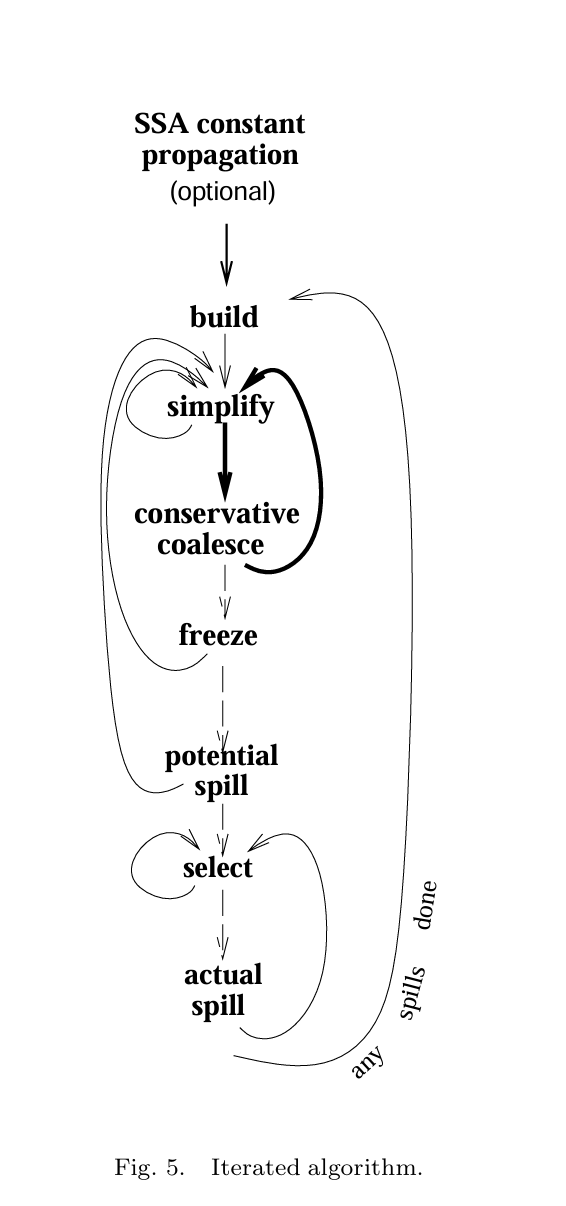 SSA constant
propagation
(optional)
build
simplify
conservative
coalesce
freeze
potential
spill
select
actual
spill
any spills done
Fig. 5. Iterated algorithm.